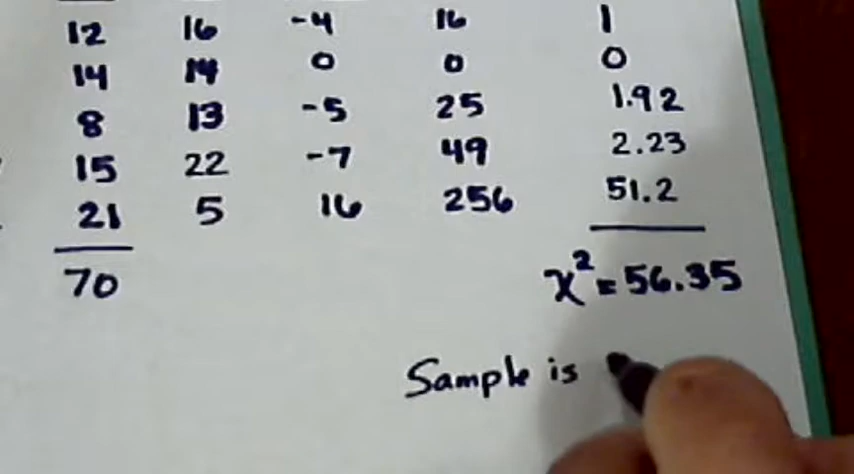 12 16 -4 16 1
14 14 0 0 0
8 13 -5 25 1.92
15 22 -7 49 2.23
21 5 16 256 51.2
70
x² = 56.35
Sample is